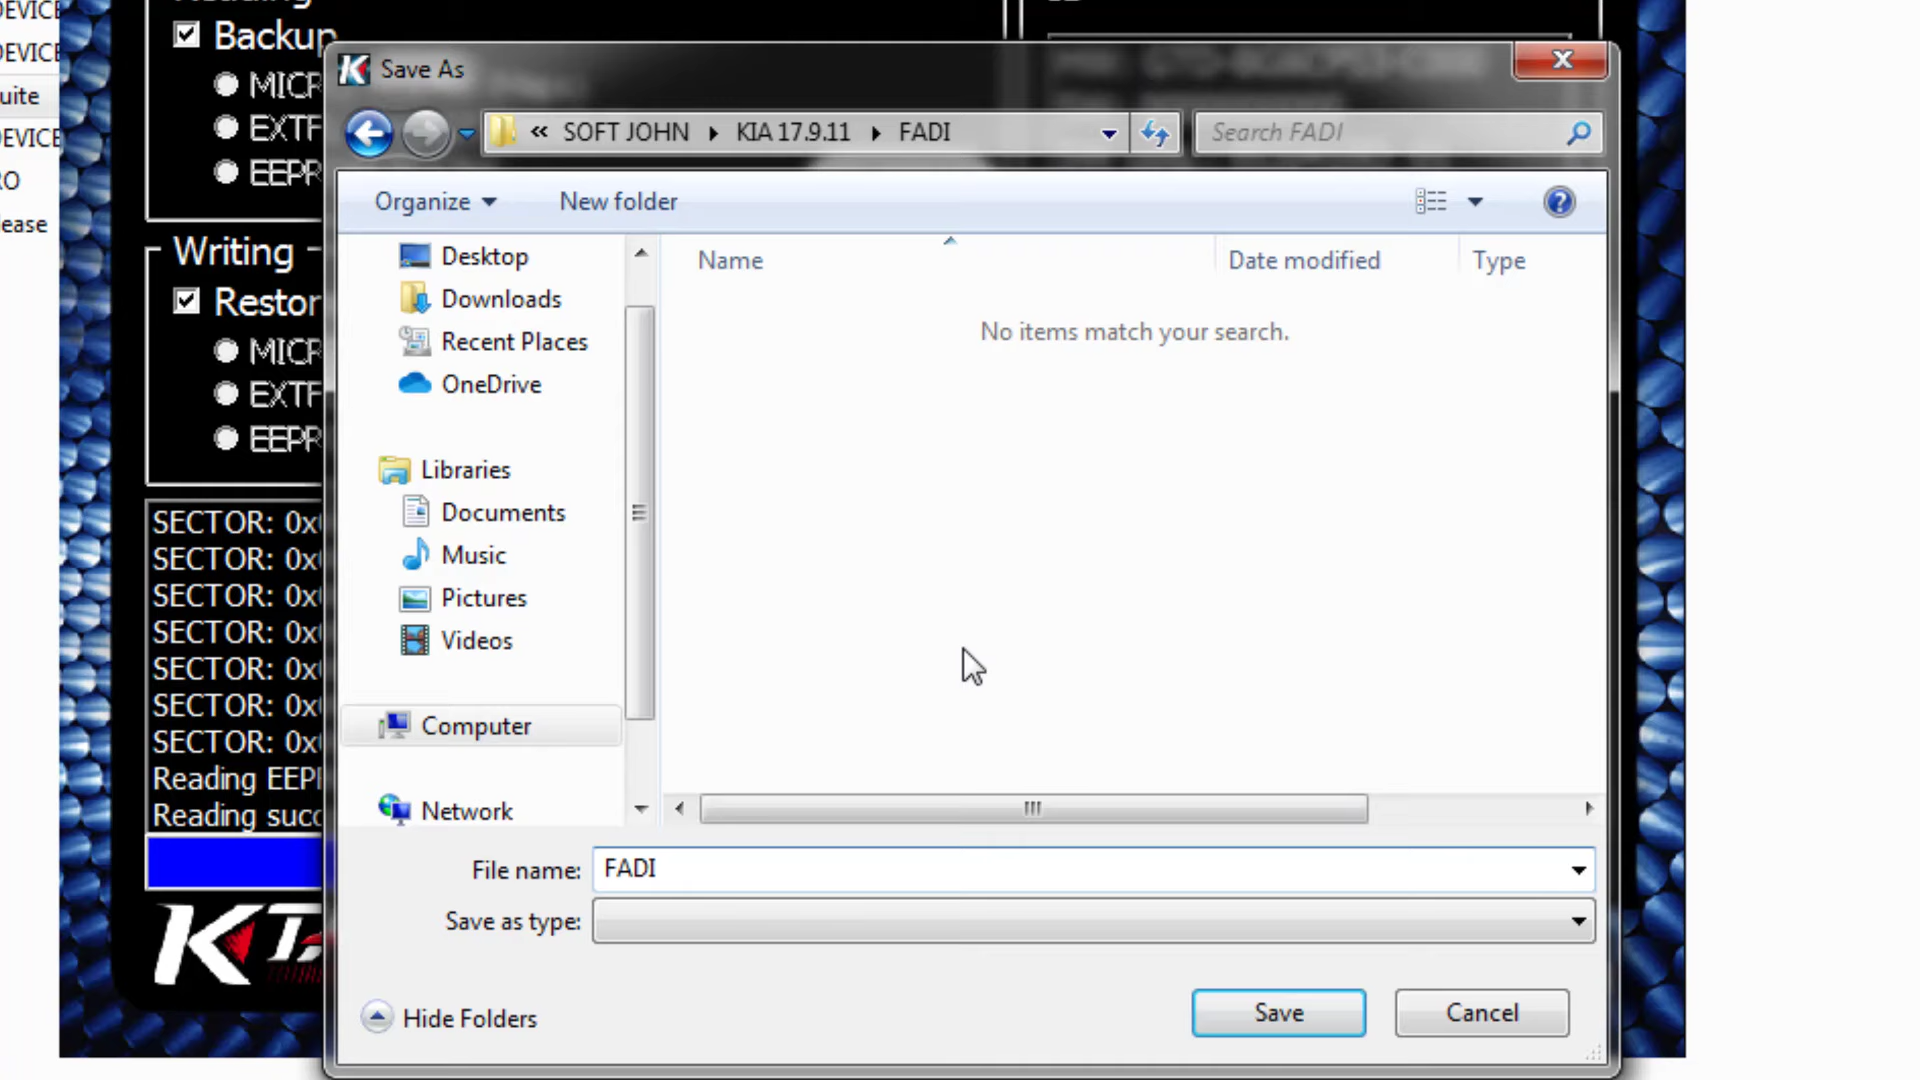 DEVICE
DEVICE
uite
DEVICE
RO
lease
Backup
MICR
EXTF
EEPR
Writing
Restor
MICR
EXTF
EEPR
SECTOR: 0x
SECTOR: 0x
SECTOR: 0x
SECTOR: 0x
SECTOR: 0x
SECTOR: 0x
SECTOR: 0x
Reading EEP
Reading succ
KTA
Save As
« SOFT JOHN KIA 17.9.11 FADI
Search FADI
Organize
New folder
Desktop
Downloads
Recent Places
OneDrive
Libraries
Documents
Music
Pictures
Videos
Computer
Network
Name
Date modified
Type
No items match your search.
File name: FADI
Save as type:
Hide Folders
Save
Cancel